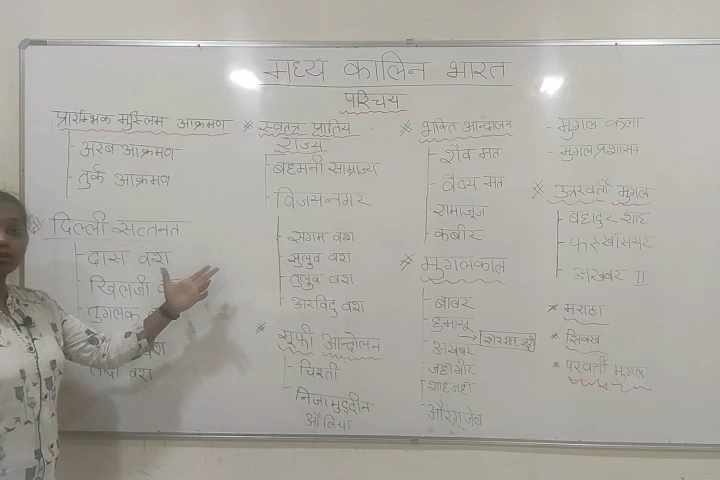 मध्य कालिन भारत
परिचय
प्रारम्भिक मुस्लिम आक्रमण
- अरब आक्रमण
- तुर्क आक्रमण
* दिल्ली सल्तनत
- दास वंश
- खिलजी
- तुगलक
वंश
वंश
* स्वतंत्र प्रांतिय
राज्य
- बहमनी साम्राज्य
- विजयनगर
- संगम वंश
- सुलुव वंश
- तुलुव वंश
- अरविदु वंश
* सूफी आन्दोलन
- चिश्ती
- निजामुद्दीन
औलिया
* भक्ति आन्दोलन
- शैव मत
- वैष्व मत
- रामानूज
- कबीर
* मुगलकाल
- बाबर
- हुमायू
- अकबर
- जहाँगीर
- शाहजहाँ
- औरंगजेब
- मुगल कला
- मुगल प्रशासन
* उत्तरवर्ती मुगल
- बहादुर शाह
- फरुखसियर
- अकबर II
* मराठा
* सिक्ख
* परवर्ती मुगल